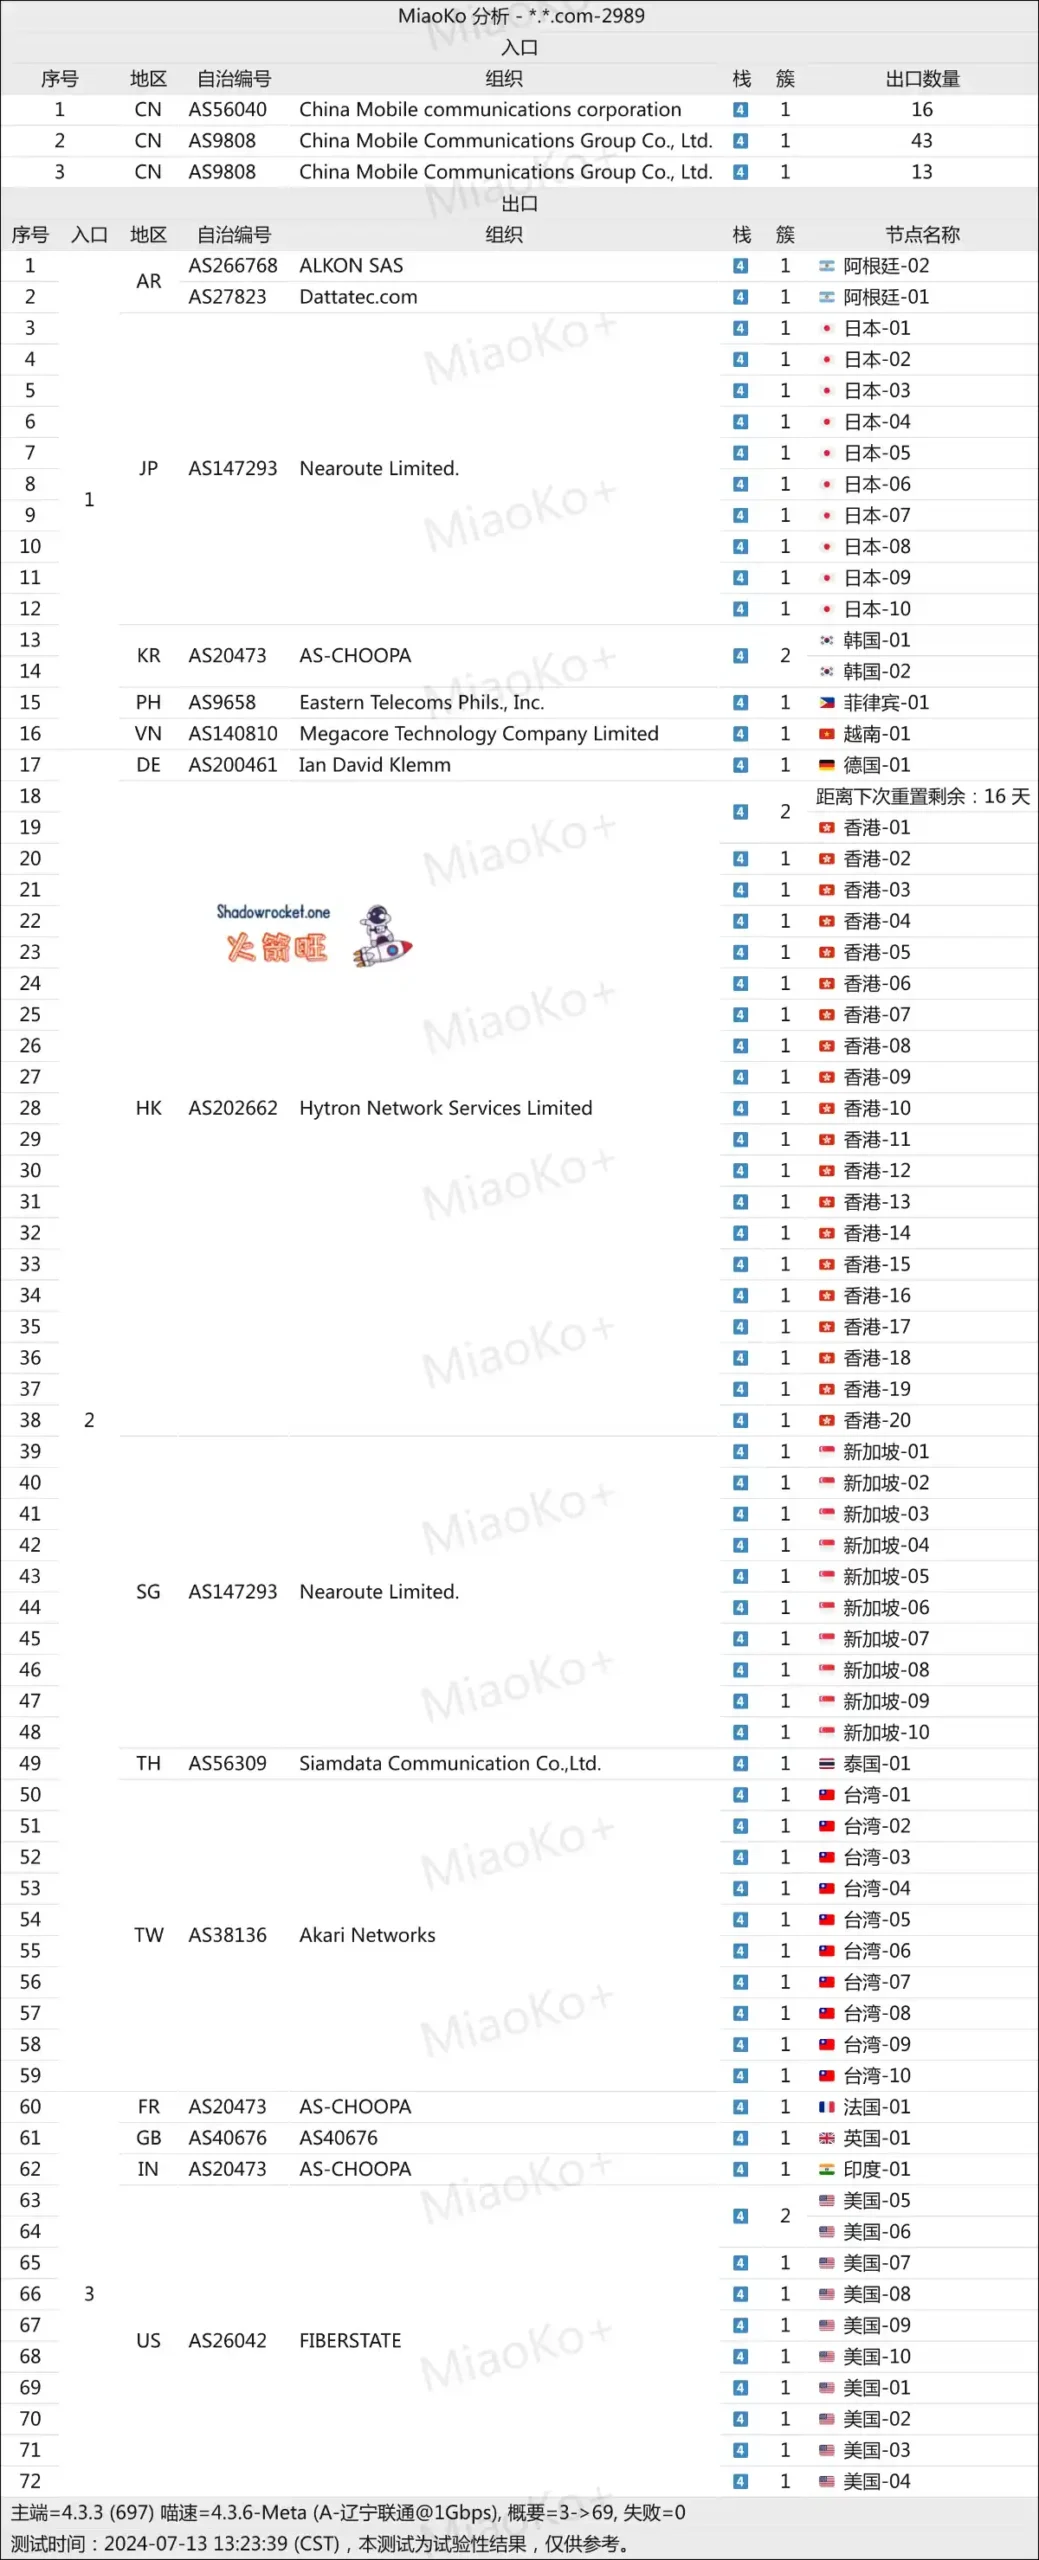 MiaoKo 分析 - *.*.com-2989
入口
序号 地区 自治编号 组织 栈 簇 出口数量
1 CN AS56040 China Mobile communications corporation 4 1 16
2 CN AS9808 China Mobile Communications Group Co., Ltd. 4 1 43
3 CN AS9808 China Mobile Communications Group Co., Ltd. 4 1 13
出口
序号 入口 地区 自治编号 组织 栈 簇 节点名称
1 AR AS266768 ALKON SAS 4 1 阿根廷-02
2 AS27823 Dattatec.com 4 1 阿根廷-01
3 4 1 日本-01
4 4 1 日本-02
5 4 1 日本-03
6 4 1 日本-04
7 JP AS147293 Nearoute Limited. 4 1 日本-05
8 1 4 1 日本-06
9 4 1 日本-07
10 4 1 日本-08
11 4 1 日本-09
12 4 1 日本-10
13 KR AS20473 AS-CHOOPA 4 2 韩国-01
14 韩国-02
15 PH AS9658 Eastern Telecoms Phils., Inc. 4 1 菲律宾-01
16 VN AS140810 Megacore Technology Company Limited 4 1 越南-01
17 DE AS200461 Ian David Klemm 4 1 德国-01
18 4 2 距离下次重置剩余：16 天
19 香港-01
20 4 1 香港-02
21 4 1 香港-03
Shadowrocket.one
22 4 1 香港-04
火箭旺
23 4 1 香港-05
24 4 1 香港-06
25 4 1 香港-07
26 4 1 香港-08
27 4 1 香港-09
28 HK AS202662 Hytron Network Services Limited 4 1 香港-10
29 4 1 香港-11
30 4 1 香港-12
31 4 1 香港-13
32 4 1 香港-14
33 4 1 香港-15
34 4 1 香港-16
35 4 1 香港-17
36 4 1 香港-18
37 4 1 香港-19
38 2 4 1 香港-20
39 4 1 新加坡-01
40 4 1 新加坡-02
41 4 1 新加坡-03
42 4 1 新加坡-04
43 SG AS147293 Nearoute Limited. 4 1 新加坡-05
44 4 1 新加坡-06
45 4 1 新加坡-07
46 4 1 新加坡-08
47 4 1 新加坡-09
48 4 1 新加坡-10
49 TH AS56309 Siamdata Communication Co.,Ltd. 4 1 泰国-01
50 4 1 台湾-01
51 4 1 台湾-02
52 4 1 台湾-03
53 4 1 台湾-04
54 TW AS38136 Akari Networks 4 1 台湾-05
55 4 1 台湾-06
56 4 1 台湾-07
57 4 1 台湾-08
58 4 1 台湾-09
59 4 1 台湾-10
60 FR AS20473 AS-CHOOPA 4 1 法国-01
61 GB AS40676 AS40676 4 1 英国-01
62 IN AS20473 AS-CHOOPA 4 1 印度-01
63 4 2 美国-05
64 美国-06
65 4 1 美国-07
66 3 4 1 美国-08
67 US AS26042 FIBERSTATE 4 1 美国-09
68 4 1 美国-10
69 4 1 美国-01
70 4 1 美国-02
71 4 1 美国-03
72 4 1 美国-04
主端=4.3.3 (697) 喵速=4.3.6-Meta (A-辽宁联通@1Gbps), 概要=3->69, 失败=0
测试时间：2024-07-13 13:23:39 (CST)，本测试为试验性结果，仅供参考。